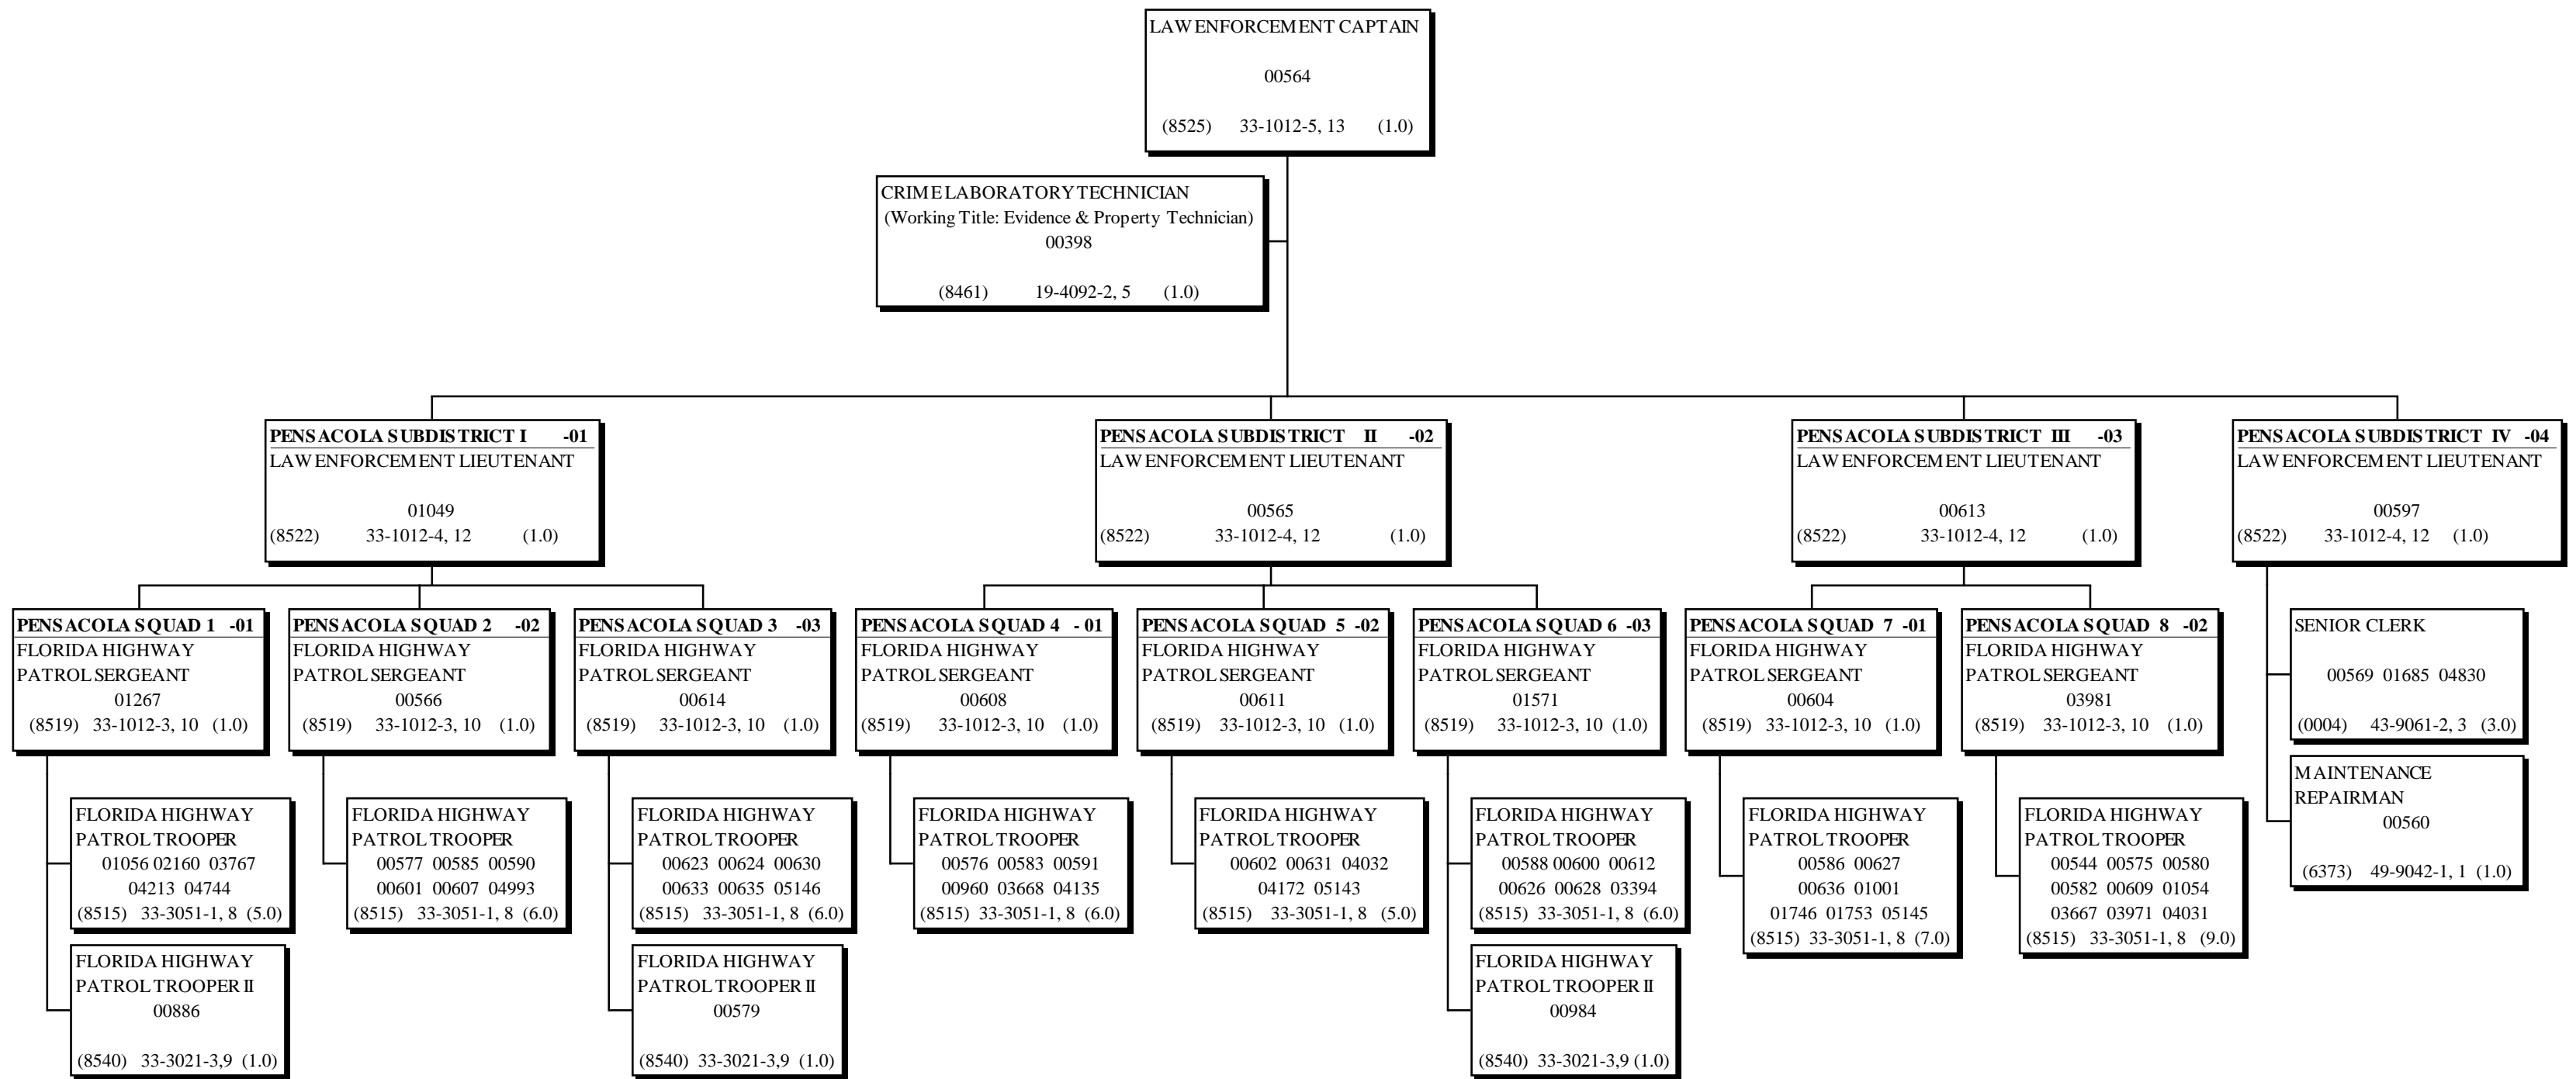 LAW ENFORCEMENT CAPTAIN
00564
(8525) 33-1012-5, 13 (1.0)
CRIME LABORATORY TECHNICIAN
(Working Title: Evidence & Property Technician)
00398
(8461) 19-4092-2, 5 (1.0)
PENSACOLA SUBDISTRICT I -01
LAW ENFORCEMENT LIEUTENANT
01049
(8522) 33-1012-4, 12 (1.0)
PENSACOLA SUBDISTRICT II -02
LAW ENFORCEMENT LIEUTENANT
00565
(8522) 33-1012-4, 12 (1.0)
PENSACOLA SUBDISTRICT III -03
LAW ENFORCEMENT LIEUTENANT
00613
(8522) 33-1012-4, 12 (1.0)
PENSACOLA SUBDISTRICT IV -04
LAW ENFORCEMENT LIEUTENANT
00597
(8522) 33-1012-4, 12 (1.0)
PENSACOLA SQUAD 1 -01
FLORIDA HIGHWAY
PATROL SERGEANT
01267
(8519) 33-1012-3, 10 (1.0)
PENSACOLA SQUAD 2 -02
FLORIDA HIGHWAY
PATROL SERGEANT
00566
(8519) 33-1012-3, 10 (1.0)
PENSACOLA SQUAD 3 -03
FLORIDA HIGHWAY
PATROL SERGEANT
00614
(8519) 33-1012-3, 10 (1.0)
PENSACOLA SQUAD 4 - 01
FLORIDA HIGHWAY
PATROL SERGEANT
00608
(8519) 33-1012-3, 10 (1.0)
PENSACOLA SQUAD 5 -02
FLORIDA HIGHWAY
PATROL SERGEANT
00611
(8519) 33-1012-3, 10 (1.0)
PENSACOLA SQUAD 6 -03
FLORIDA HIGHWAY
PATROL SERGEANT
01571
(8519) 33-1012-3, 10 (1.0)
PENSACOLA SQUAD 7 -01
FLORIDA HIGHWAY
PATROL SERGEANT
00604
(8519) 33-1012-3, 10 (1.0)
PENSACOLA SQUAD 8 -02
FLORIDA HIGHWAY
PATROL SERGEANT
03981
(8519) 33-1012-3, 10 (1.0)
SENIOR CLERK
00569 01685 04830
(0004) 43-9061-2, 3 (3.0)
MAINTENANCE
REPAIRMAN
00560
(6373) 49-9042-1, 1 (1.0)
FLORIDA HIGHWAY
PATROL TROOPER
01056 02160 03767
04213 04744
(8515) 33-3051-1, 8 (5.0)
FLORIDA HIGHWAY
PATROL TROOPER
00577 00585 00590
00601 00607 04993
(8515) 33-3051-1, 8 (6.0)
FLORIDA HIGHWAY
PATROL TROOPER
00623 00624 00630
00633 00635 05146
(8515) 33-3051-1, 8 (6.0)
FLORIDA HIGHWAY
PATROL TROOPER
00576 00583 00591
00960 03668 04135
(8515) 33-3051-1, 8 (6.0)
FLORIDA HIGHWAY
PATROL TROOPER
00602 00631 04032
04172 05143
(8515) 33-3051-1, 8 (5.0)
FLORIDA HIGHWAY
PATROL TROOPER
00588 00600 00612
00626 00628 03394
(8515) 33-3051-1, 8 (6.0)
FLORIDA HIGHWAY
PATROL TROOPER
00586 00627
00636 01001
01746 01753 05145
(8515) 33-3051-1, 8 (7.0)
FLORIDA HIGHWAY
PATROL TROOPER
00544 00575 00580
00582 00609 01054
03667 03971 04031
(8515) 33-3051-1, 8 (9.0)
FLORIDA HIGHWAY
PATROL TROOPER II
00886
(8540) 33-3021-3,9 (1.0)
FLORIDA HIGHWAY
PATROL TROOPER II
00579
(8540) 33-3021-3,9 (1.0)
FLORIDA HIGHWAY
PATROL TROOPER II
00984
(8540) 33-3021-3,9 (1.0)